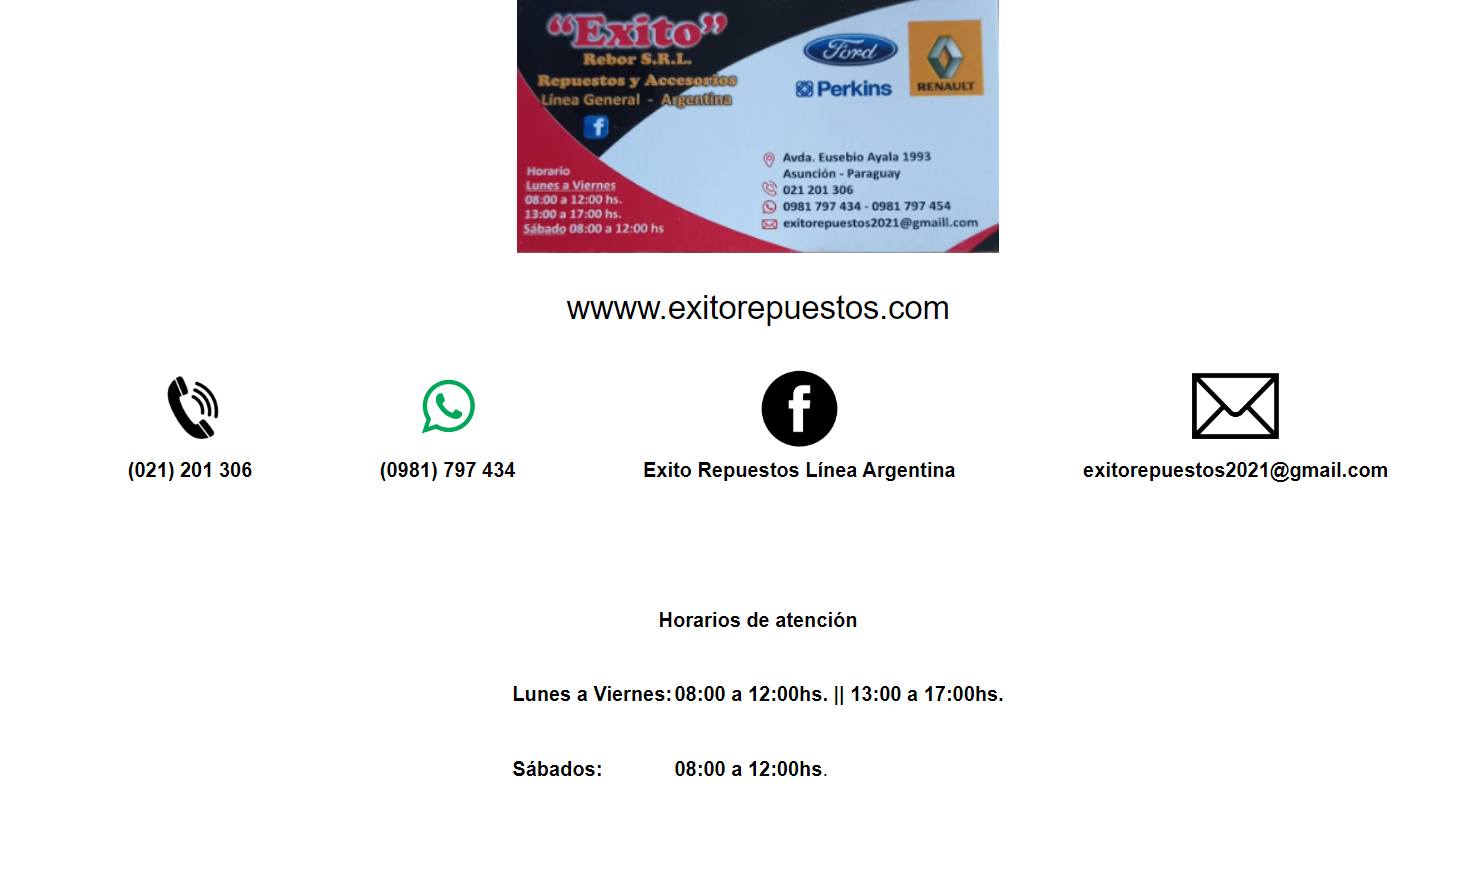 “Exito”
Rebor S.R.L.
Repuestos y Accesorios
Línea General - Argentina
Ford
Perkins
RENAULT
Horario
Lunes a Viernes
08:00 a 12:00 hs.
13:00 a 17:00 hs.
Sábado 08:00 a 12:00 hs
Avda. Eusebio Ayala 1993
Asunción - Paraguay
021 201 306
0981 797 434 - 0981 797 454
exitorepuestos2021@gmaill.com
wwww.exitorepuestos.com
(021) 201 306
(0981) 797 434
Exito Repuestos Línea Argentina
exitorepuestos2021@gmail.com
Horarios de atención
Lunes a Viernes: 08:00 a 12:00hs. || 13:00 a 17:00hs.
Sábados: 08:00 a 12:00hs.